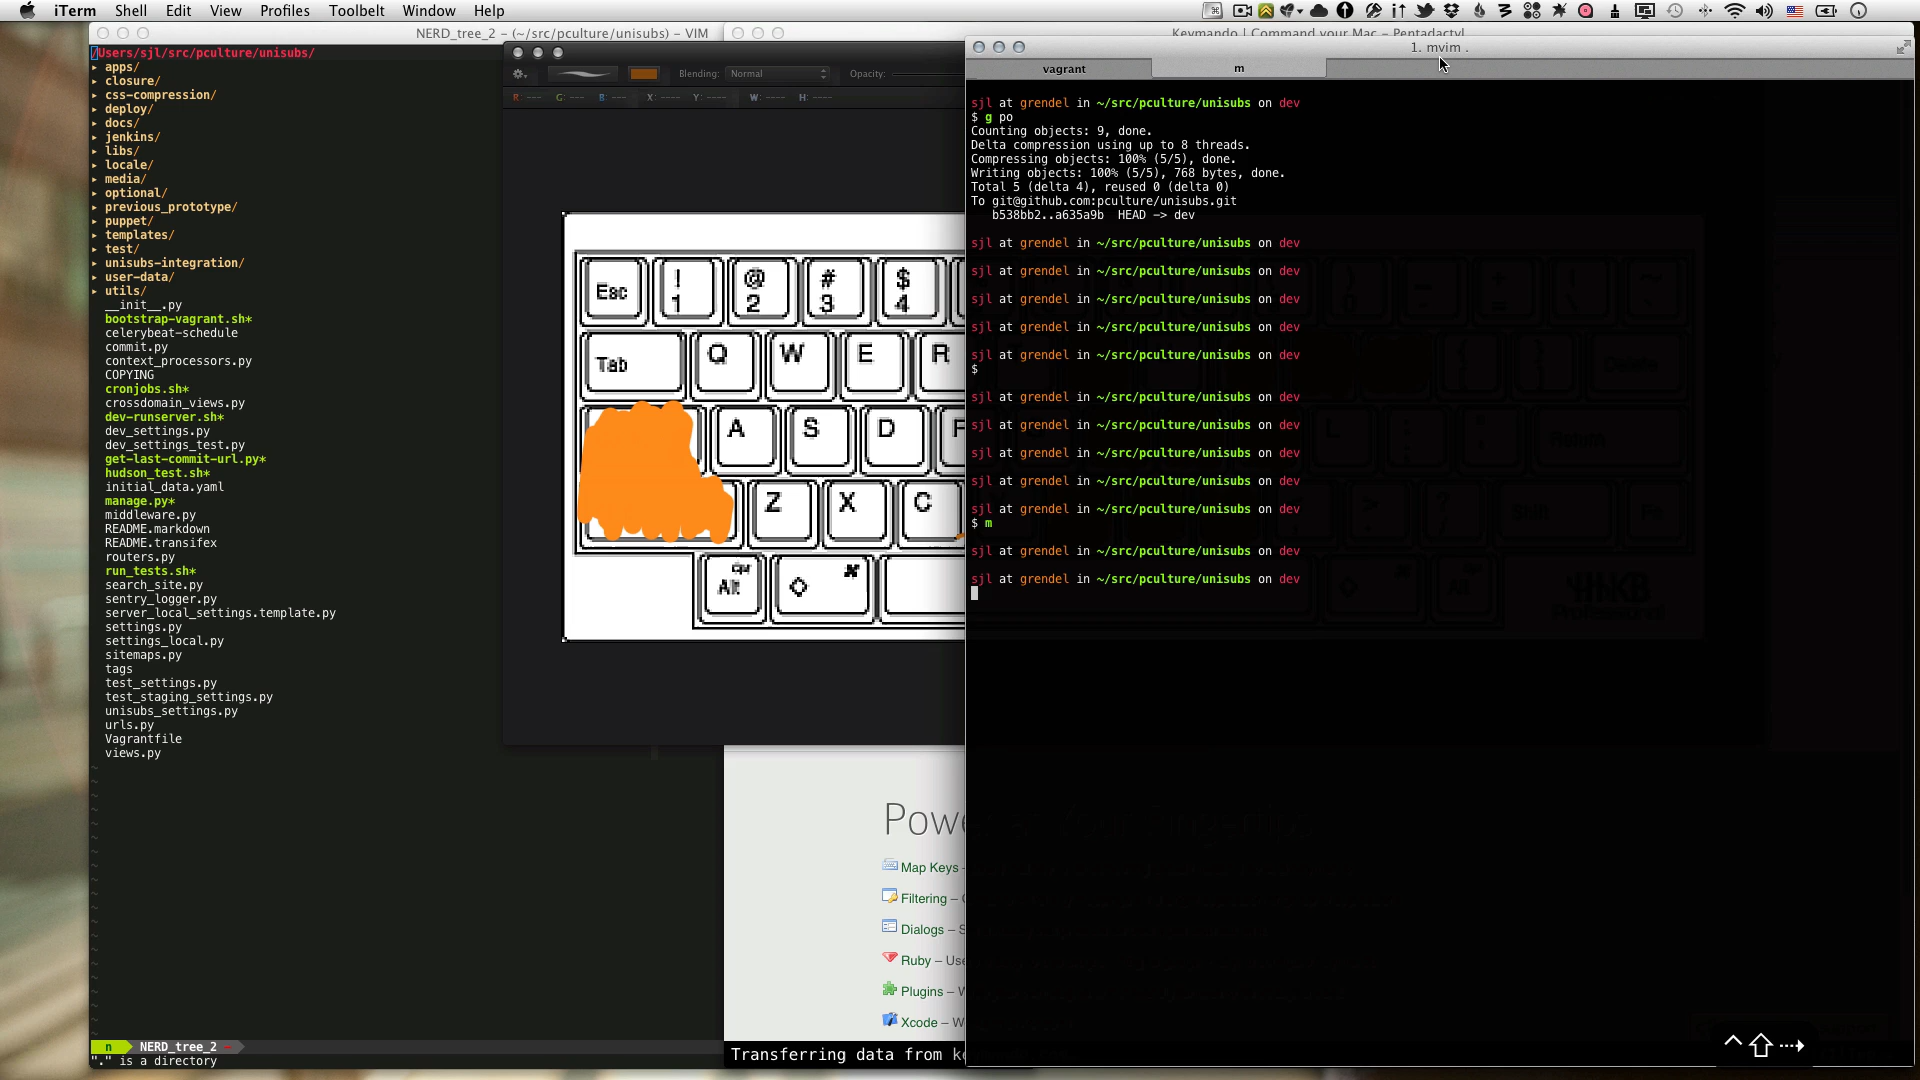 iTerm Shell Edit View Profiles Toolbelt Window Help
NERD_tree_2 – (~/src/pculture/unisubs) – VIM
/Users/sjl/src/pculture/unisubs/
▸ apps/
▸ closure/
▸ css-compression/
▸ deploy/
▸ docs/
▸ jenkins/
▸ libs/
▸ locale/
▸ media/
▸ optional/
▸ previous_prototype/
▸ puppet/
▸ templates/
▸ test/
▸ unisubs-integration/
▸ user-data/
▸ utils/
__init__.py
bootstrap-vagrant.sh*
celerybeat-schedule
commit.py
context_processors.py
COPYING
cronjobs.sh*
crossdomain_views.py
dev-runserver.sh*
dev_settings.py
dev_settings_test.py
get-last-commit-url.py*
hudson_test.sh*
initial_data.yaml
manage.py*
middleware.py
README.markdown
README.transifex
routers.py
run_tests.sh*
search_site.py
sentry_logger.py
server_local_settings.template.py
settings.py
settings_local.py
sitemaps.py
tags
test_settings.py
test_staging_settings.py
unisubs_settings.py
urls.py
Vagrantfile
views.py
n NERD_tree_2 –
"." is a directory
Blending: Normal Opacity:
R: --- G: --- B: --- X: ---- Y: ---- W: ---- H: ----
Esc ! 1 @ 2 # 3 $ 4
Tab Q W E R
A S D F
Z X C
Opt Alt ◇ ⌘
Keymando | Command your Mac – Pentadactyl
Map Keys –
Filtering –
Dialogs – S
Ruby – Use
Plugins – W
Xcode – W
Transferring data from
1. mvim .
vagrant m
sjl at grendel in ~/src/pculture/unisubs on dev
$ g po
Counting objects: 9, done.
Delta compression using up to 8 threads.
Compressing objects: 100% (5/5), done.
Writing objects: 100% (5/5), 768 bytes, done.
Total 5 (delta 4), reused 0 (delta 0)
To git@github.com:pculture/unisubs.git
b538bb2..a635a9b HEAD -> dev
sjl at grendel in ~/src/pculture/unisubs on dev
sjl at grendel in ~/src/pculture/unisubs on dev
sjl at grendel in ~/src/pculture/unisubs on dev
sjl at grendel in ~/src/pculture/unisubs on dev
sjl at grendel in ~/src/pculture/unisubs on dev
$
sjl at grendel in ~/src/pculture/unisubs on dev
sjl at grendel in ~/src/pculture/unisubs on dev
sjl at grendel in ~/src/pculture/unisubs on dev
sjl at grendel in ~/src/pculture/unisubs on dev
sjl at grendel in ~/src/pculture/unisubs on dev
$ m
sjl at grendel in ~/src/pculture/unisubs on dev
sjl at grendel in ~/src/pculture/unisubs on dev